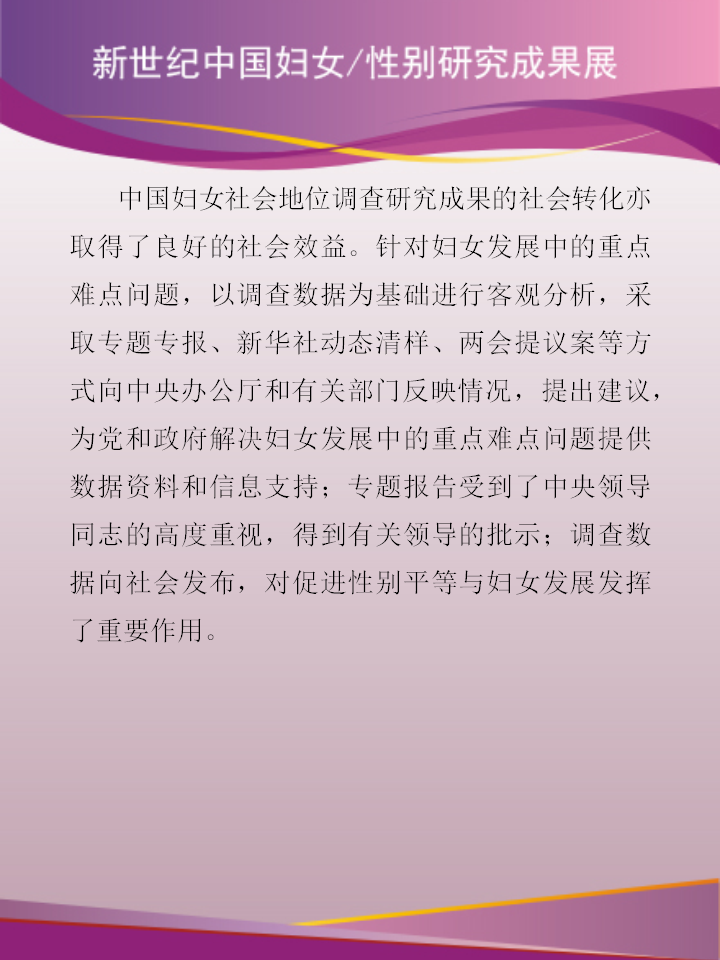 新世纪中国妇女/性别研究成果展
中国妇女社会地位调查研究成果的社会转化亦
取得了良好的社会效益。针对妇女发展中的重点
难点问题，以调查数据为基础进行客观分析，采
取专题专报、新华社动态清样、两会提议案等方
式向中央办公厅和有关部门反映情况，提出建议，
为党和政府解决妇女发展中的重点难点问题提供
数据资料和信息支持；专题报告受到了中央领导
同志的高度重视，得到有关领导的批示；调查数
据向社会发布，对促进性别平等与妇女发展发挥
了重要作用。